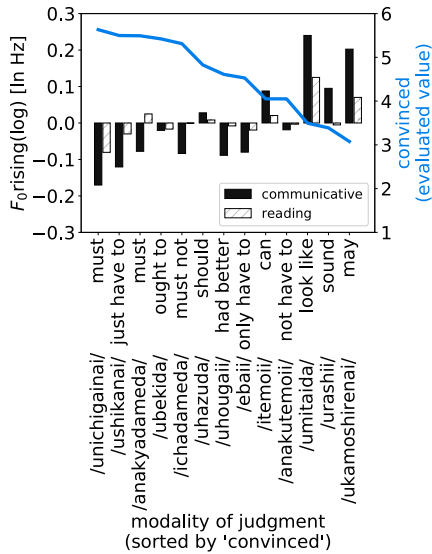 F₀rising(log) [ln Hz]
0.3
0.2
0.1
0.0
−0.1
−0.2
−0.3
6
5
4
3
2
1
convinced
(evaluated value)
communicative
reading
must
just have to
must
ought to
must not
should
had better
only have to
can
not have to
look like
sound
may
/unichigainai/
/ushikanai/
/anakyadameda/
/ubekida/
/ichadameda/
/uhazuda/
/uhougaii/
/ebaii/
/itemoii/
/anakutemoii/
/umitaida/
/urashii/
/ukamoshirenai/
modality of judgment
(sorted by 'convinced')